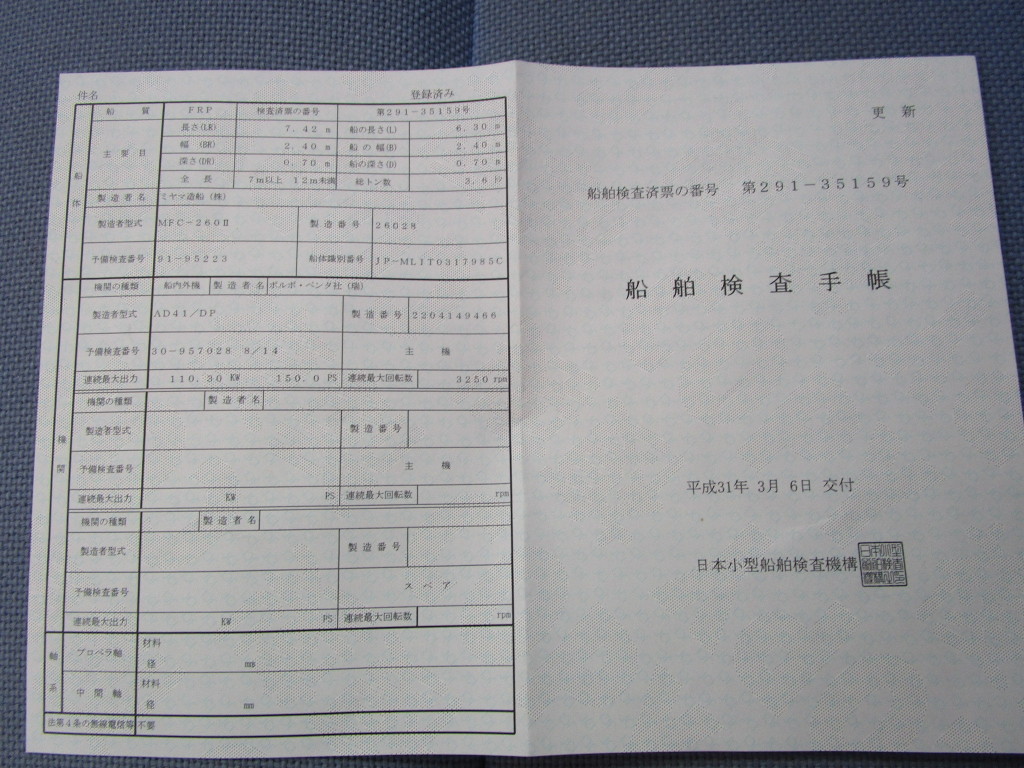 件名 登録済み
船体 船質 FRP 検査済票の番号 第291-35159号
主要目 長さ(LR) 7.42 m 船の長さ(L) 6.30 m
幅 (BR) 2.40 m 船の幅(B) 2.40 m
深さ(DR) 0.70 m 船の深さ(D) 0.70 m
全長 7m以上 12m未満 総トン数 3.6 トン
製造者名 ミヤマ造船(株)
製造者型式 MFC-260Ⅱ 製造番号 26028
予備検査番号 91-95223 船体識別番号 JP-MLIT0317985C
機関 機関の種類 船内外機 製造者名 ボルボ・ペンタ社(瑞)
製造者型式 AD41/DP 製造番号 2204149466
予備検査番号 30-957028 8/14 主機
連続最大出力 110.30 KW 150.0 PS 連続最大回転数 3250 rpm
機関の種類 製造者名
製造者型式 製造番号
予備検査番号 主機
連続最大出力 KW PS 連続最大回転数 rpm
機関の種類 製造者名
製造者型式 製造番号
予備検査番号 スペア
連続最大出力 KW PS 連続最大回転数 rpm
軸系 プロペラ軸 材料
径 mm
中間軸 材料
径 mm
法第4条の無線電信等 不要
更新
船舶検査済票の番号 第291-35159号
船舶検査手帳
平成31年 3月 6日 交付
日本小型船舶検査機構